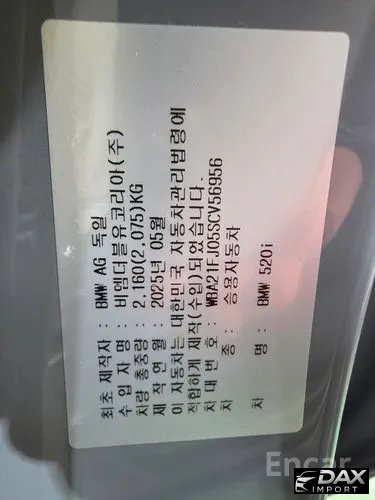 최초 제작자 : BMW AG 독일
수 입 자 명 : 비엠더블유코리아(주)
차량 총중량 : 2,160(2,075)KG
제 작 연 월 : 2025년 05월
이 자동차는 대한민국 자동차관리법령에
적합하게 제작(수입)되었습니다.
차 대 번 호 : WBA21FJ05SCV56956
차 종 : 승용자동차
차 명 : BMW 520i
Encar
DAX
IMPORT